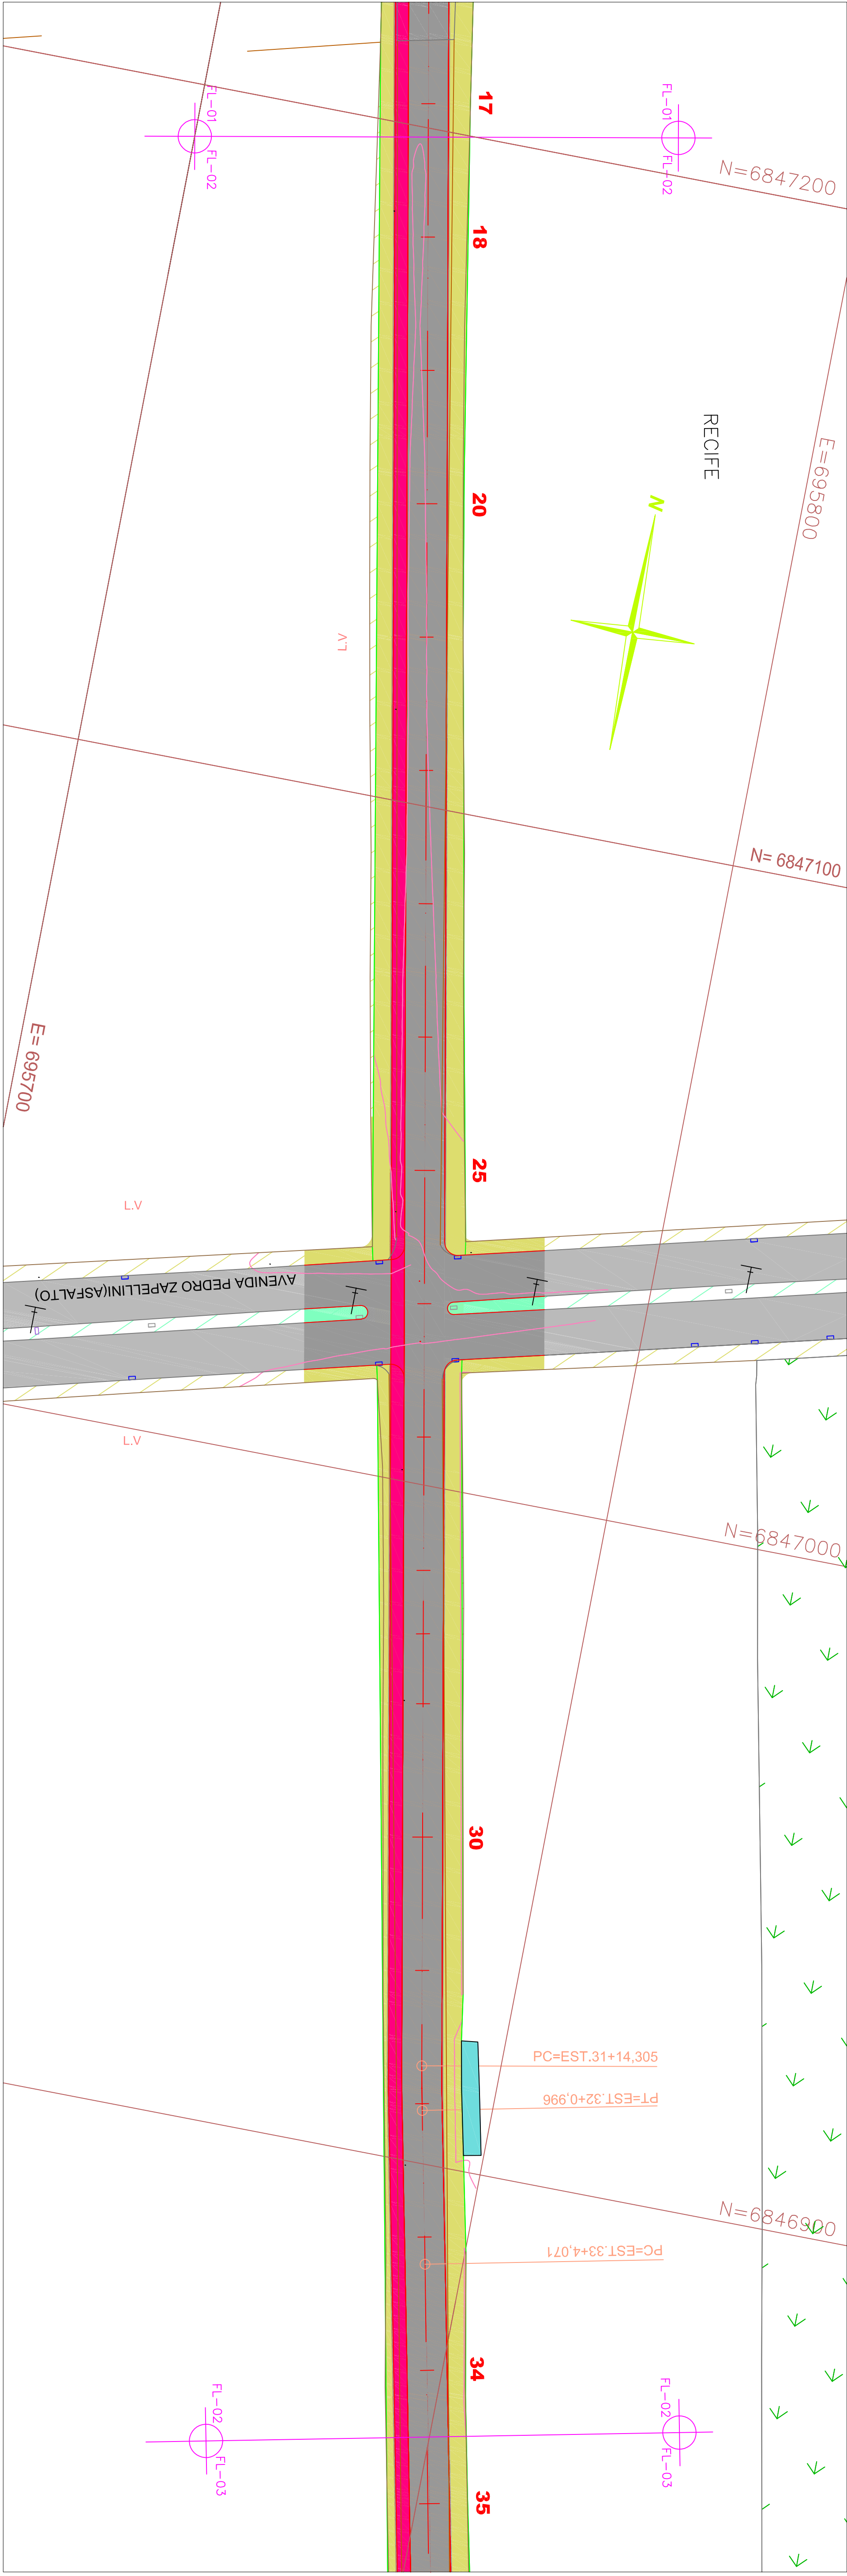 17
FL-01
FL-02
FL-01
FL-02
N=6847200
18
RECIFE
E=695800
20
N
L.V
N= 6847100
E= 695700
25
L.V
AVENIDA PEDRO ZAPELLINI(ASFALTO)
L.V
N=6847000
30
PC=EST.31+14,305
PT=EST.32+0,996
N=6846900
PC=EST.33+4,071
34
FL-02
FL-03
FL-02
FL-03
35